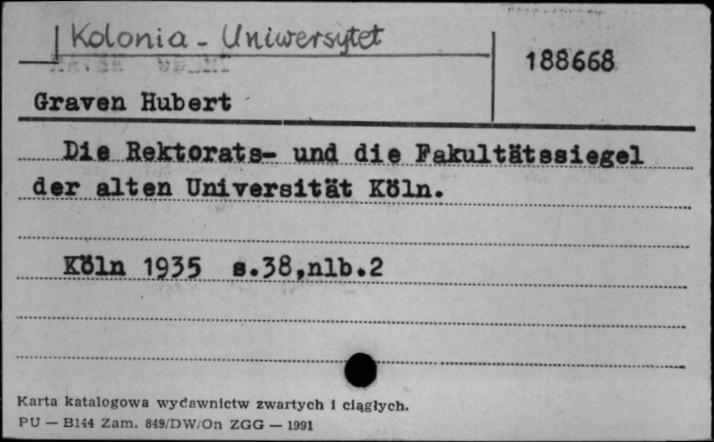 Kolonia - Uniwersytet
188668
Graven Hubert
Die Rektorats- und die Fakultätssiegel
der alten Universität Köln.
Köln 1935 s.38,nlb.2
Karta katalogowa wydawnictw zwartych i ciągłych.
PU — B144 Zam. 849/DW/On ZGG — 1991